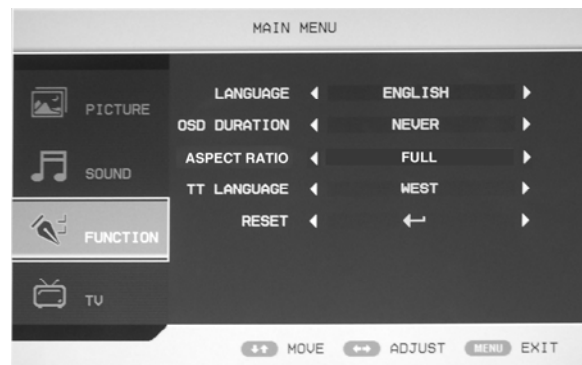 MAIN MENU
PICTURE
SOUND
FUNCTION
TV
LANGUAGE ENGLISH
OSD DURATION NEVER
ASPECT RATIO FULL
TT LANGUAGE WEST
RESET
MOVE ADJUST MENU EXIT